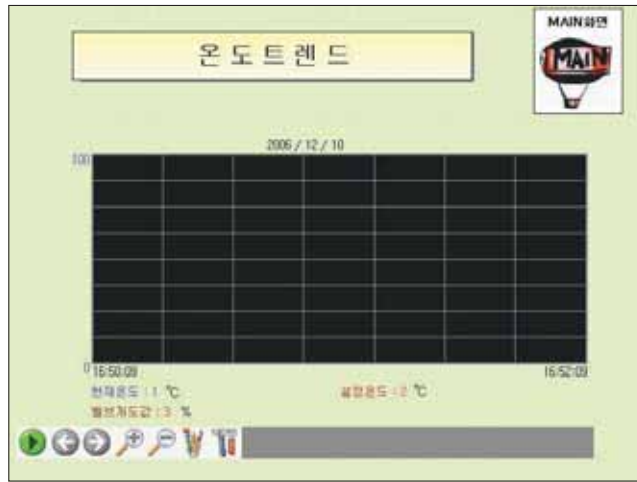 온 도 트 렌 드
MAIN화면
MAIN
2006 / 12 / 10
100
0
16:50:09
16:52:09
현재온도 : 1 ℃
설정온도 : 2 ℃
밸브개도값 : 3 %